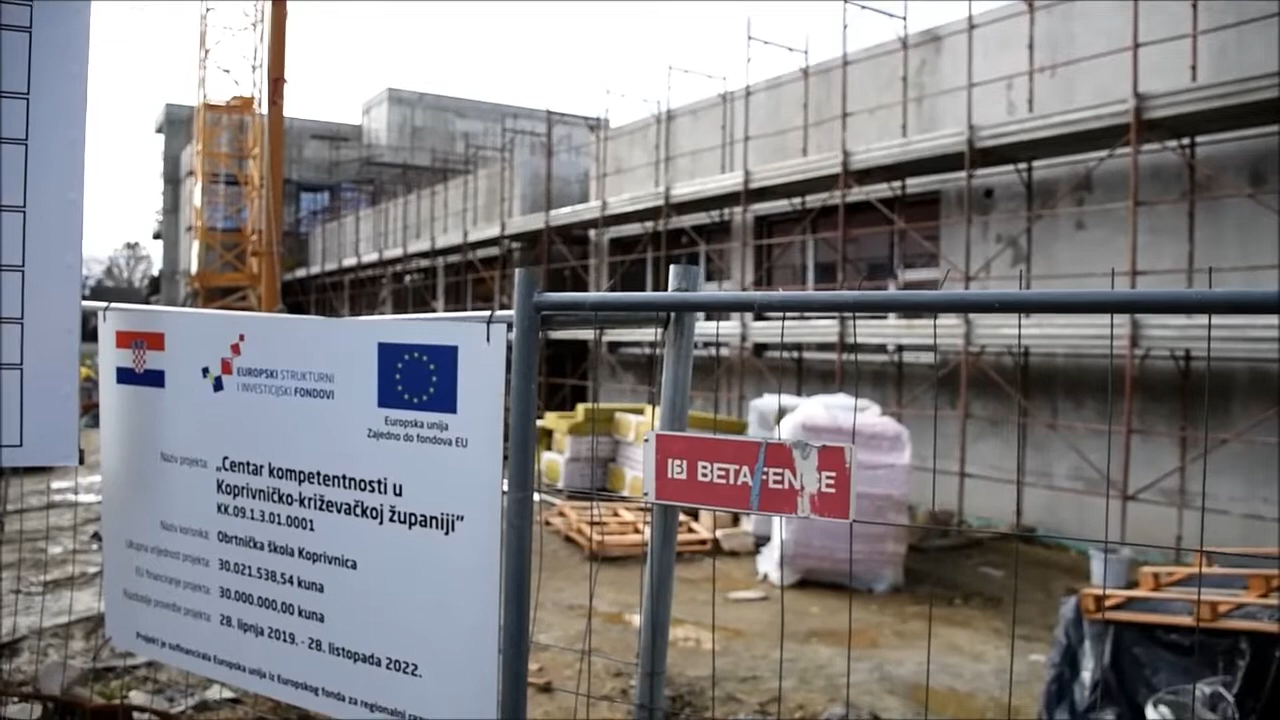 EUROPSKI STRUKTURNI
I INVESTICIJSKI FONDOVI
Europska unija
Zajedno do fondova EU
Naziv projekta: „Centar kompetentnosti u
Koprivničko-križevačkoj županiji”
KK.09.1.3.01.0001
Naziv korisnika: Obrtnička škola Koprivnica
Ukupna vrijednost projekta: 30.021.538,54 kuna
EU financiranje projekta: 30.000.000,00 kuna
Razdoblje provedbe projekta: 28. lipnja 2019. - 28. listopada 2022.
Projekt je sufinancirala Europska unija iz Europskog fonda za regionalni
BETAFENCE